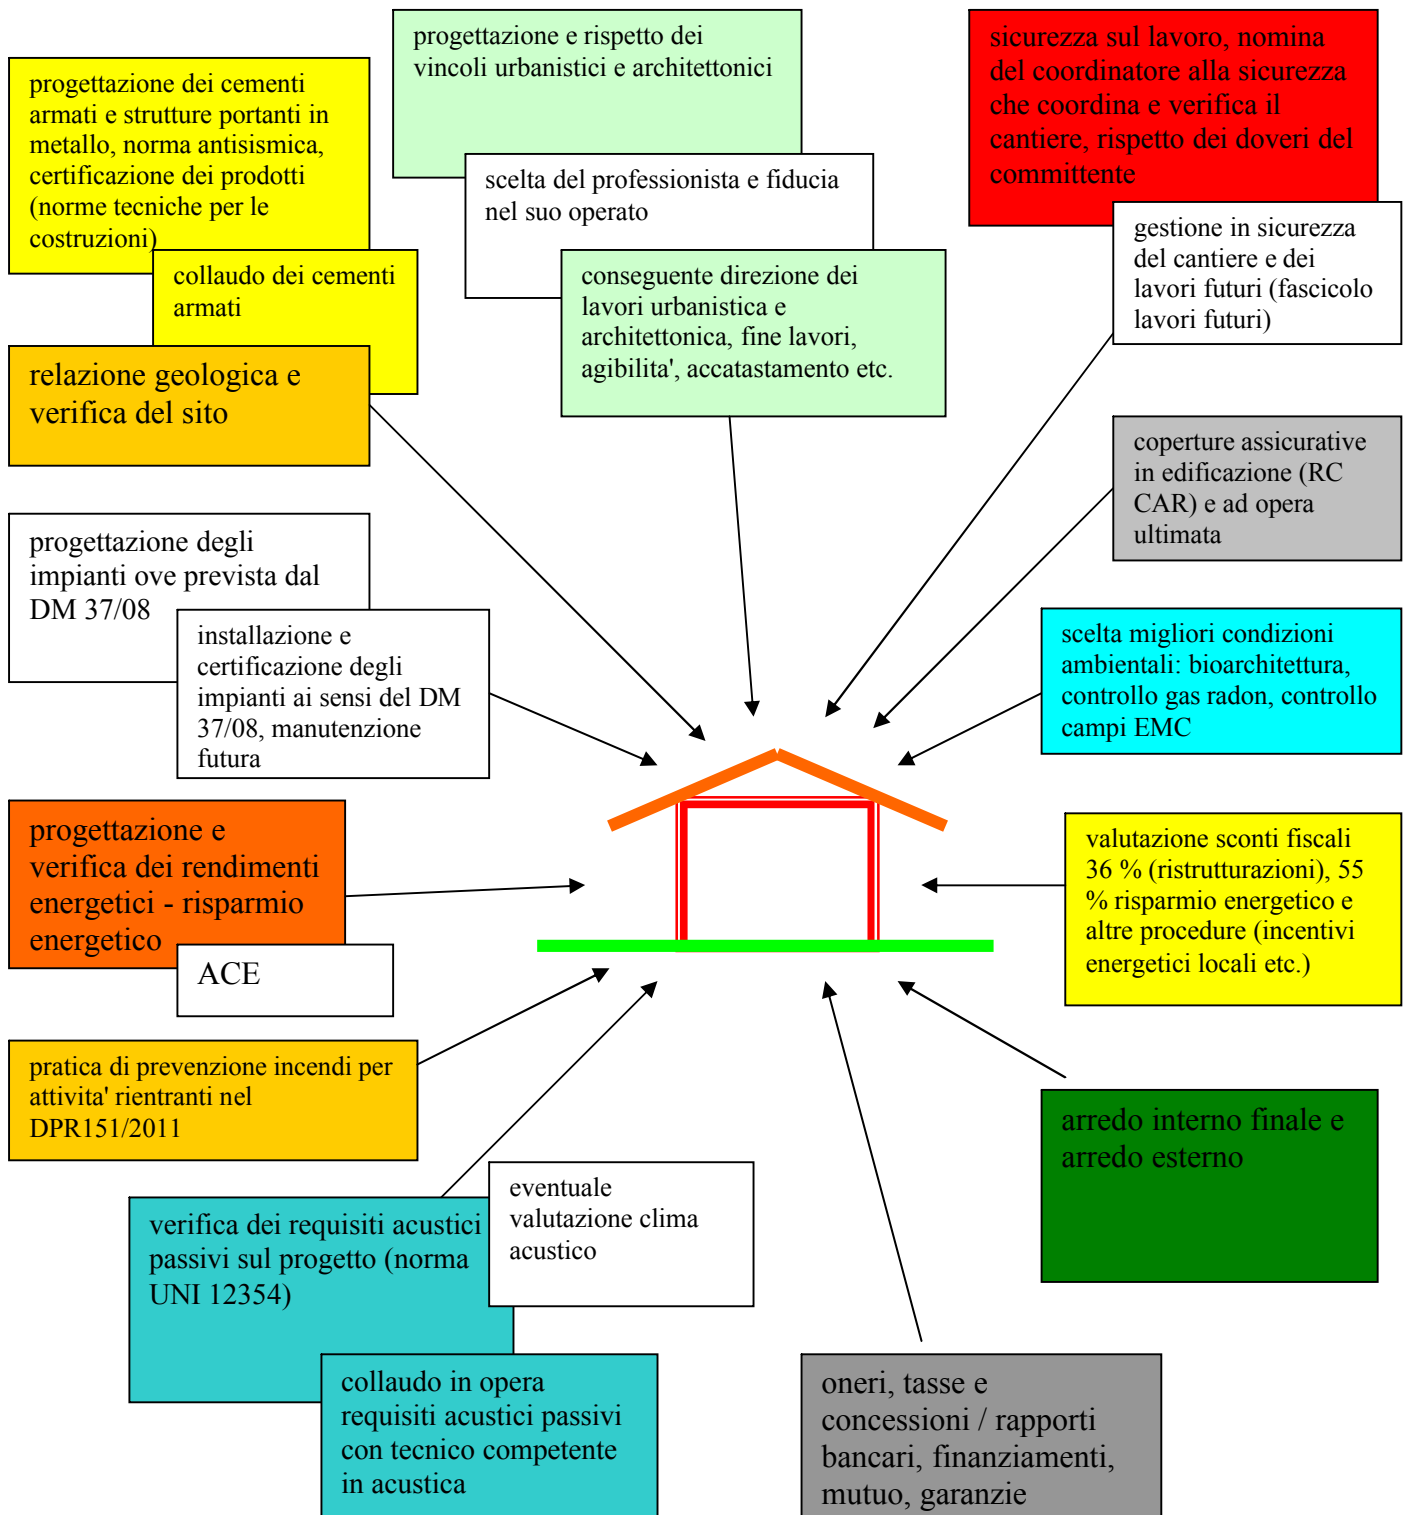 progettazione e rispetto dei
vincoli urbanistici e architettonici
sicurezza sul lavoro, nomina
del coordinatore alla sicurezza
che coordina e verifica il
cantiere, rispetto dei doveri del
committente
progettazione dei cementi
armati e strutture portanti in
metallo, norma antisismica,
certificazione dei prodotti
(norme tecniche per le
costruzioni)
scelta del professionista e fiducia
nel suo operato
gestione in sicurezza
del cantiere e dei
lavori futuri (fascicolo
lavori futuri)
collaudo dei cementi
armati
conseguente direzione dei
lavori urbanistica e
architettonica, fine lavori,
agibilita', accatastamento etc.
relazione geologica e
verifica del sito
coperture assicurative
in edificazione (RC
CAR) e ad opera
ultimata
progettazione degli
impianti ove prevista dal
DM 37/08
installazione e
certificazione degli
impianti ai sensi del DM
37/08, manutenzione
futura
scelta migliori condizioni
ambientali: bioarchitettura,
controllo gas radon, controllo
campi EMC
progettazione e
verifica dei rendimenti
energetici - risparmio
energetico
ACE
valutazione sconti fiscali
36 % (ristrutturazioni), 55
% risparmio energetico e
altre procedure (incentivi
energetici locali etc.)
pratica di prevenzione incendi per
attivita' rientranti nel
DPR151/2011
arredo interno finale e
arredo esterno
eventuale
valutazione clima
acustico
verifica dei requisiti acustici
passivi sul progetto (norma
UNI 12354)
collaudo in opera
requisiti acustici passivi
con tecnico competente
in acustica
oneri, tasse e
concessioni / rapporti
bancari, finanziamenti,
mutuo, garanzie